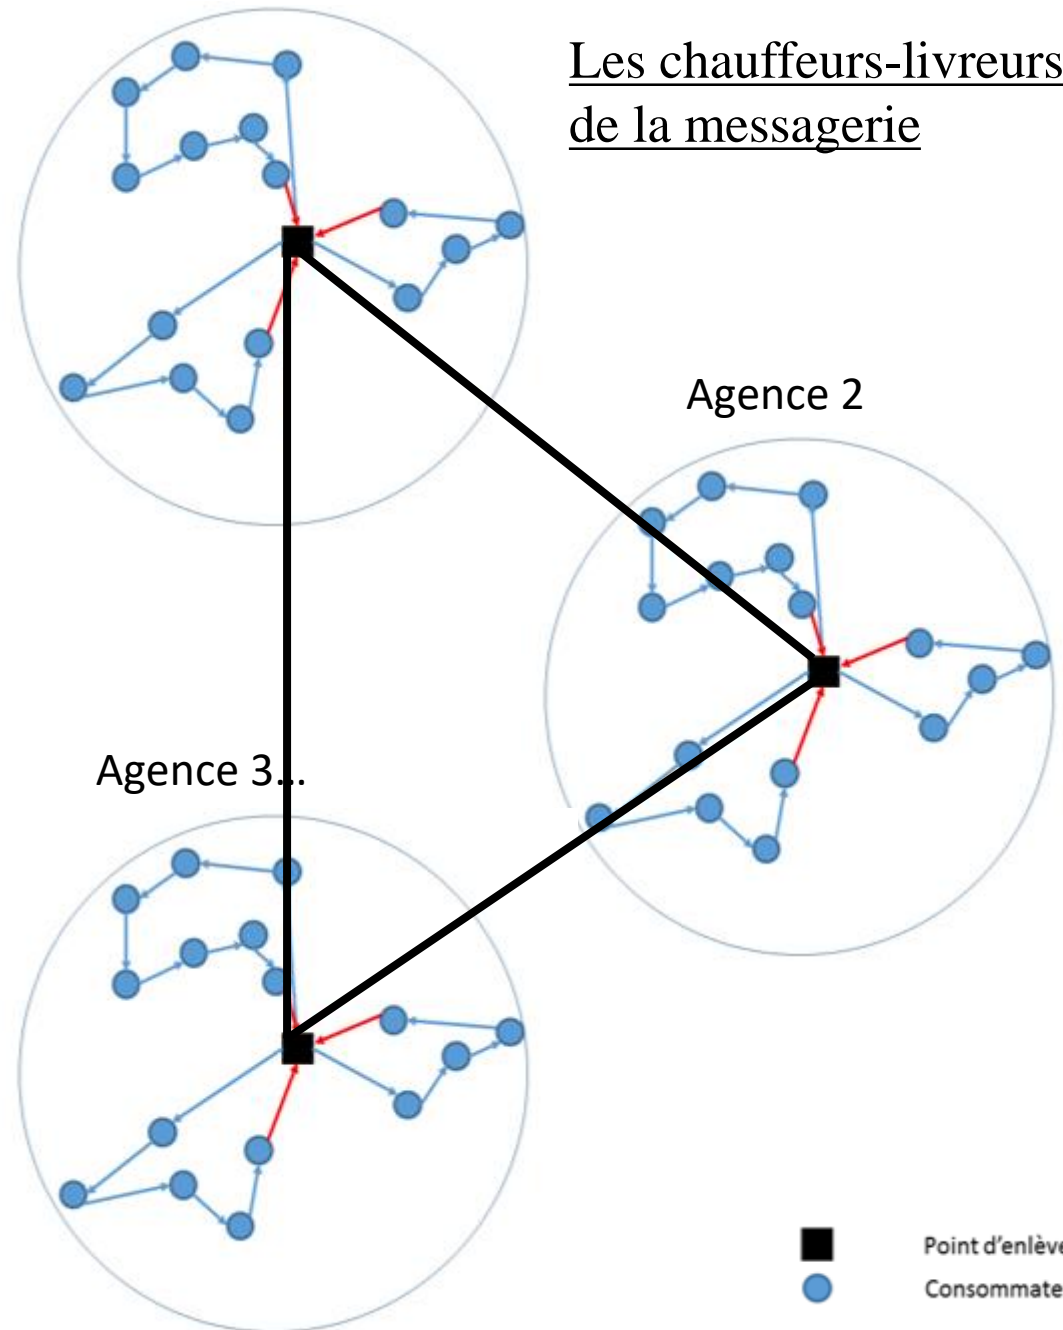 Les chauffeurs-livreurs
de la messagerie
Agence 2
Agence 3...
Point d'enlève
Consommate